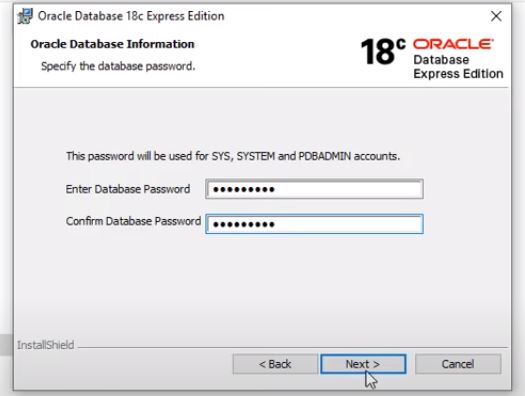 Oracle Database 18c Express Edition
Oracle Database Information
Specify the database password.
18c ORACLE
Database
Express Edition
This password will be used for SYS, SYSTEM and PDBADMIN accounts.
Enter Database Password •••••••••
Confirm Database Password •••••••••
InstallShield
< Back Next > Cancel